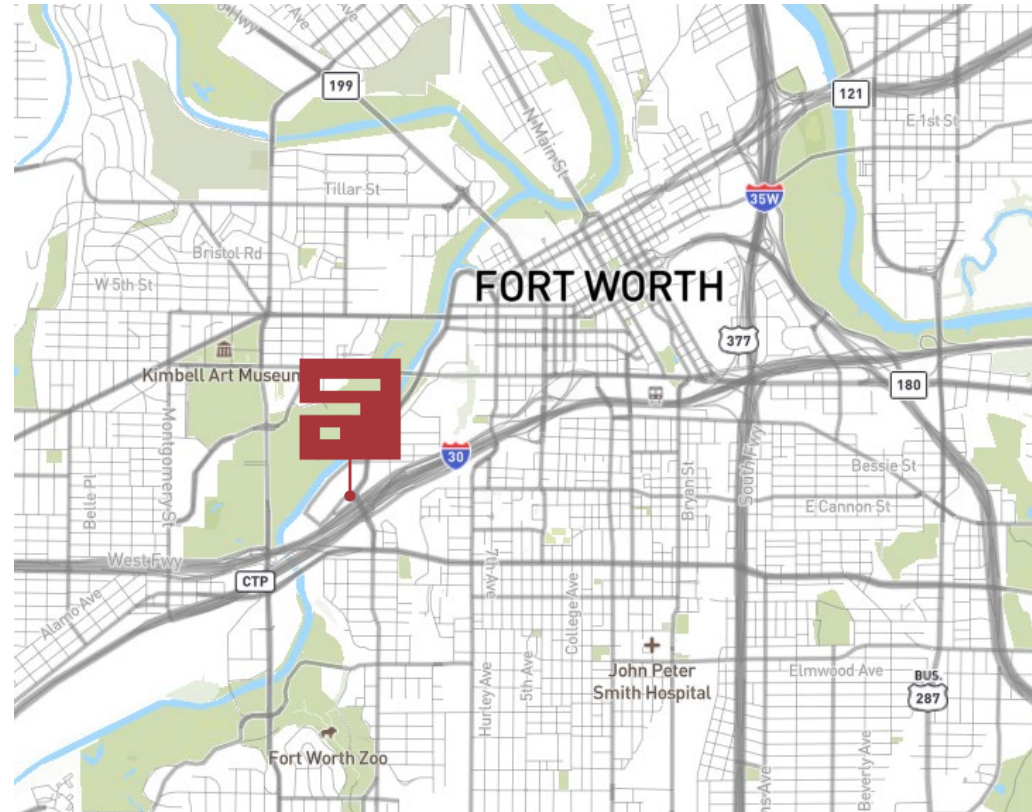 199
121
E 1st St
N Main St
Tillar St
35W
Bristol Rd
W 5th St
FORT WORTH
377
Kimbell Art Museum
180
Montgomery St
Belle Pl
30
South Fwy
Bryan St
Bessie St
E Cannon St
West Fwy
7th Ave
CTP
College Ave
Alamo Ave
John Peter
Smith Hospital
Elmwood Ave
5th Ave
Hurley Ave
BUS.
287
Fort Worth Zoo
Beverly Ave